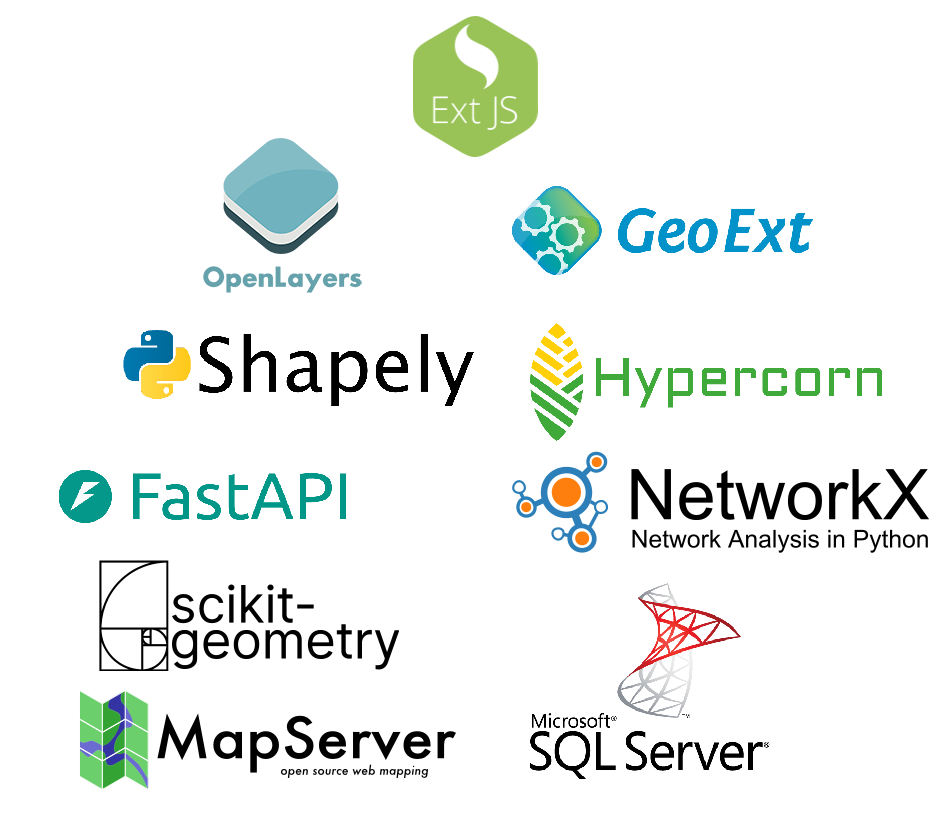 Ext JS
OpenLayers
GeoExt
Shapely
Hypercorn
FastAPI
NetworkX
Network Analysis in Python
scikit-
geometry
MapServer
open source web mapping
™
Microsoft®
SQL Server®